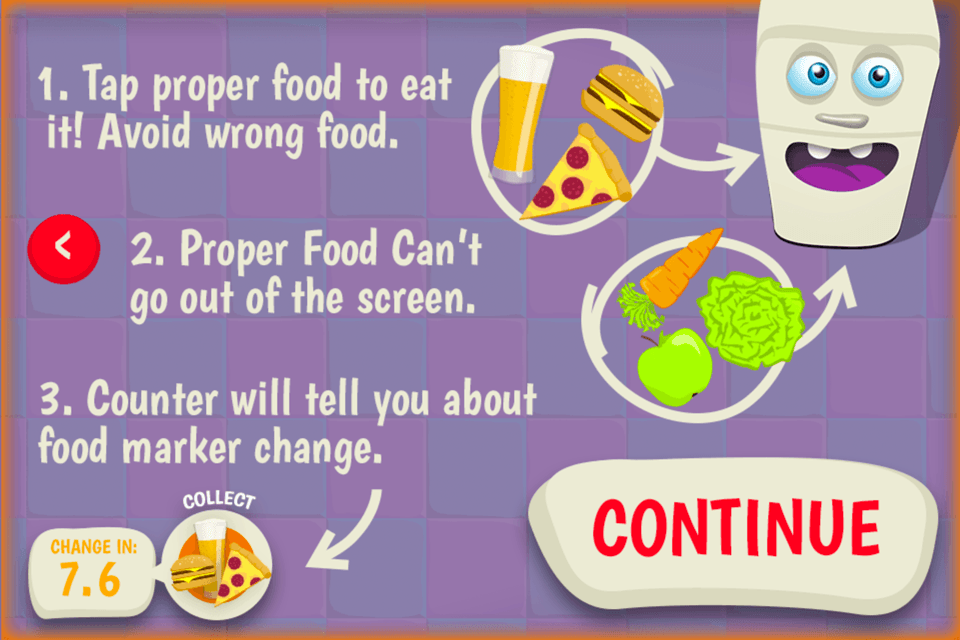 1. Tap proper food to eat
it! Avoid wrong food.
<
2. Proper Food Can't
go out of the screen.
3. Counter will tell you about
food marker change.
COLLECT
CHANGE IN:
7.6
CONTINUE